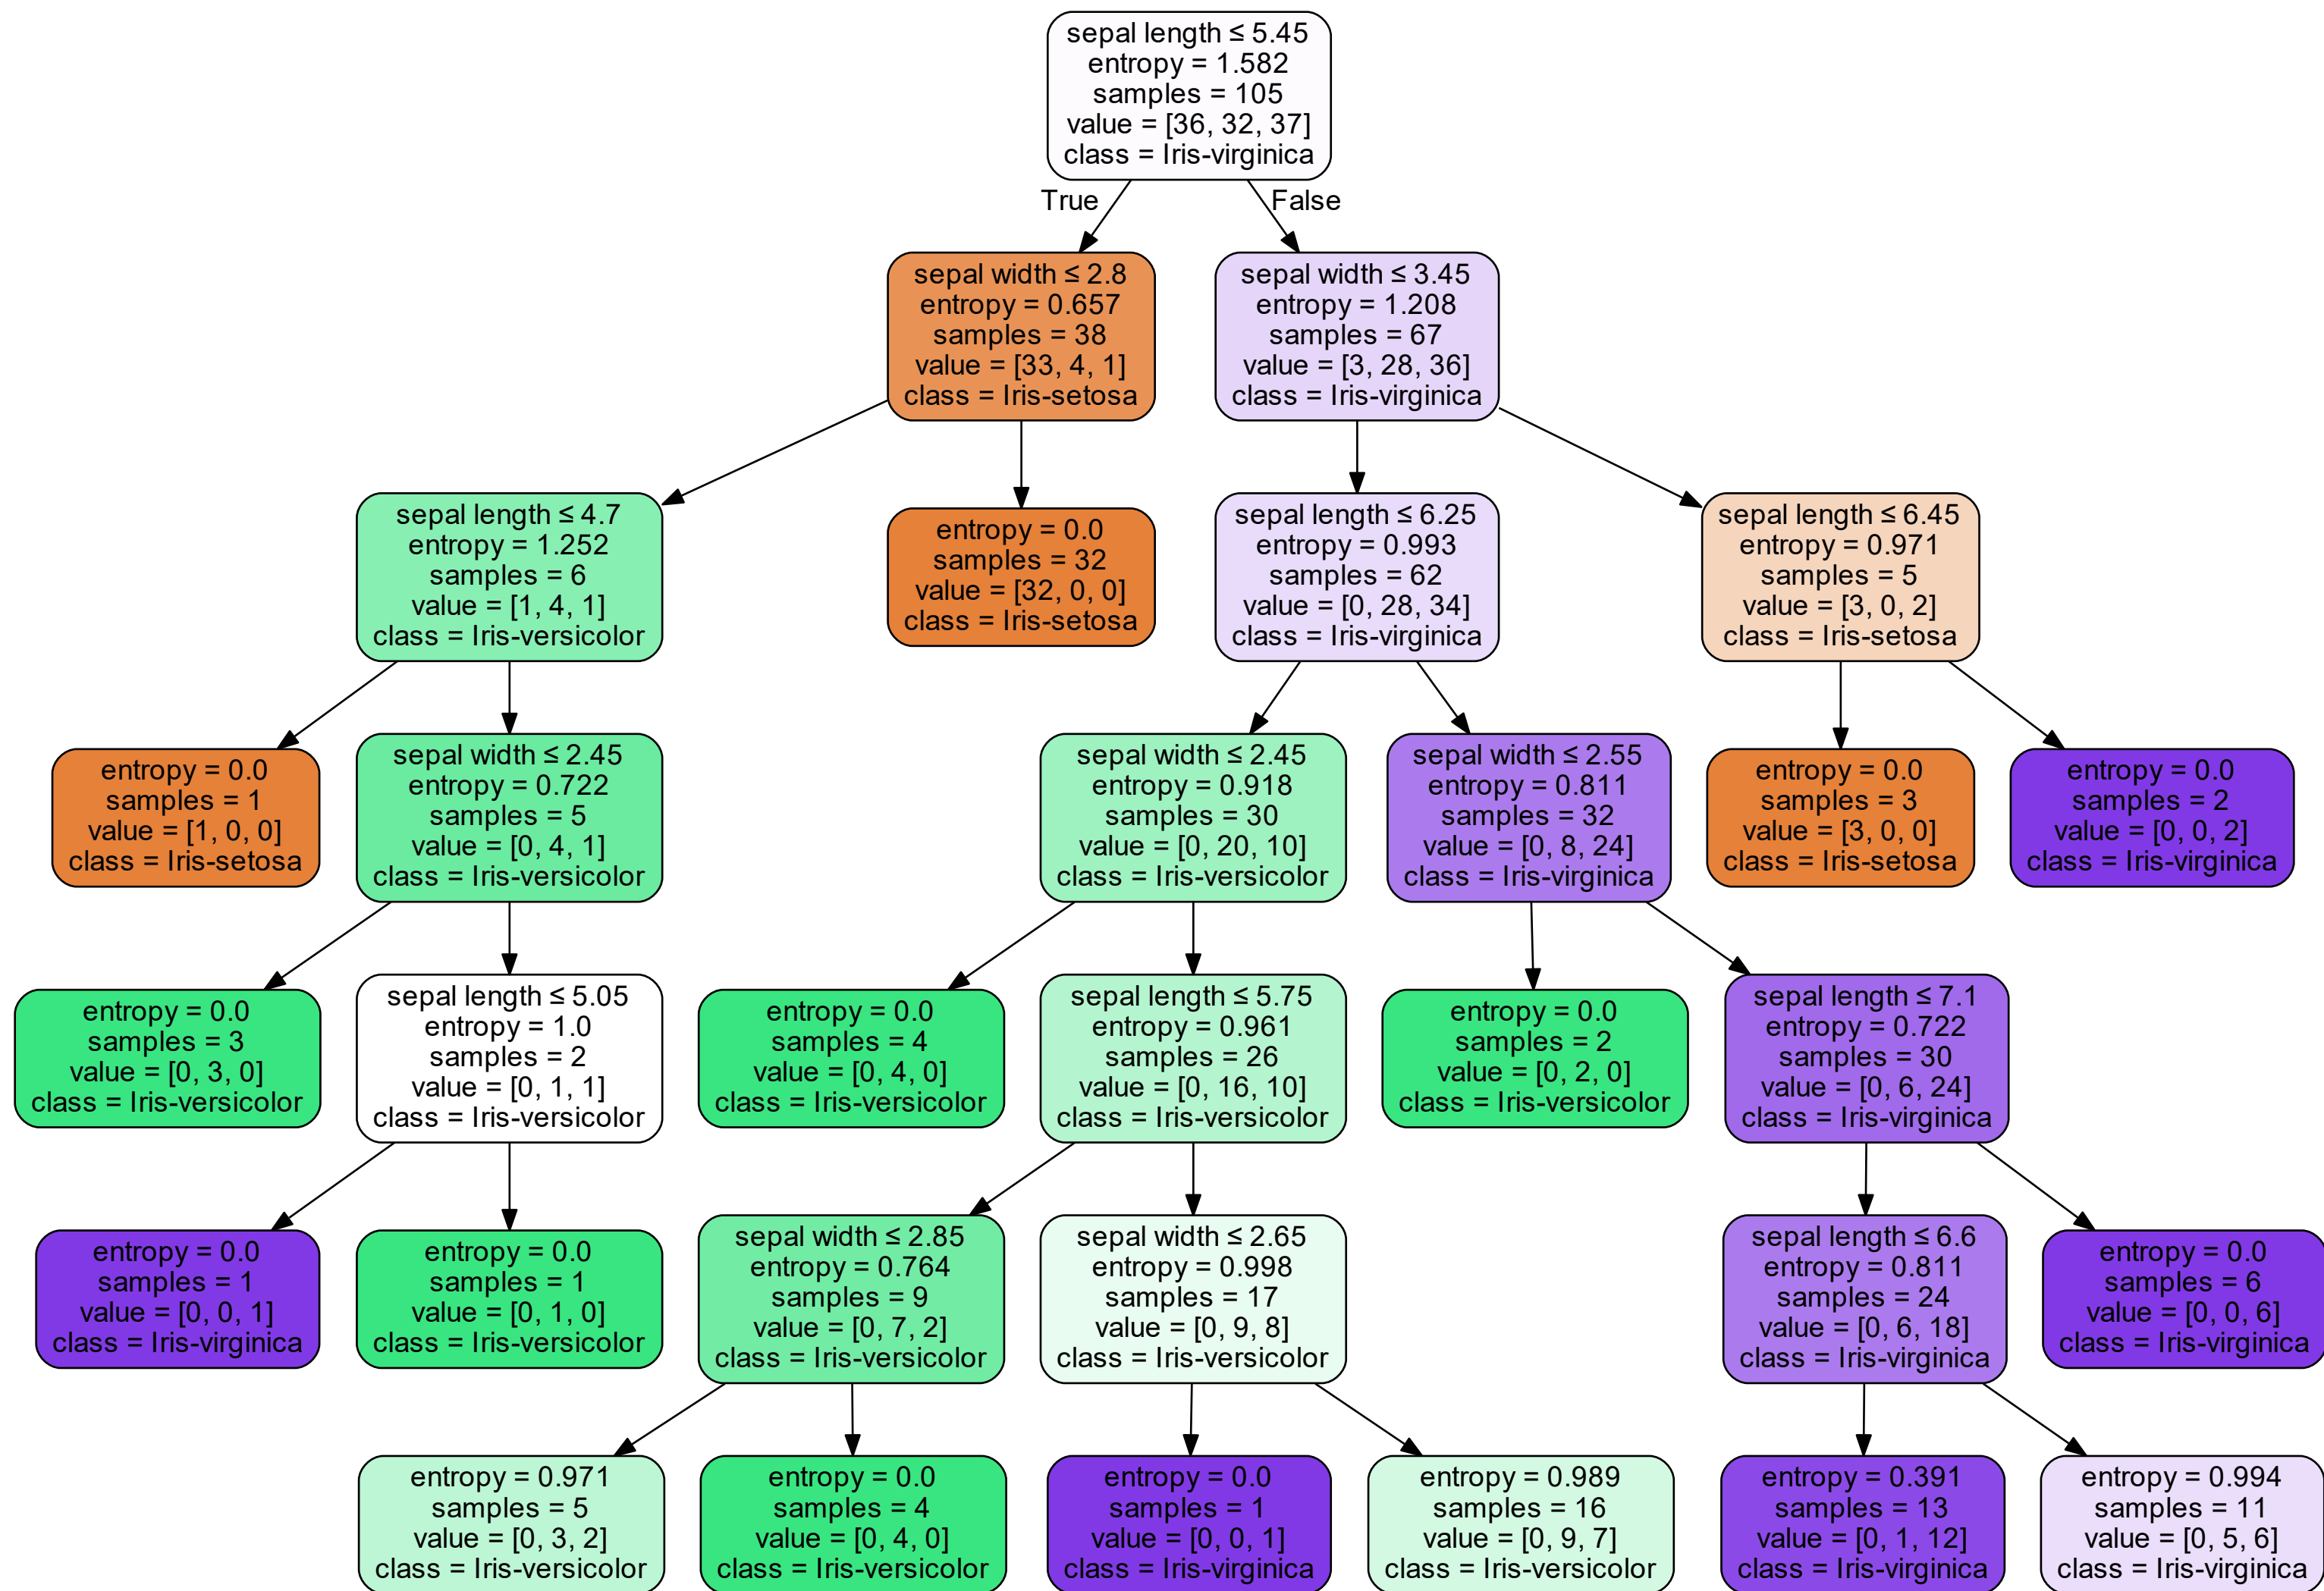 sepal length ≤ 5.45
entropy = 1.582
samples = 105
value = [36, 32, 37]
class = Iris-virginica
True
False
sepal width ≤ 2.8
entropy = 0.657
samples = 38
value = [33, 4, 1]
class = Iris-setosa
sepal width ≤ 3.45
entropy = 1.208
samples = 67
value = [3, 28, 36]
class = Iris-virginica
sepal length ≤ 4.7
entropy = 1.252
samples = 6
value = [1, 4, 1]
class = Iris-versicolor
entropy = 0.0
samples = 32
value = [32, 0, 0]
class = Iris-setosa
sepal length ≤ 6.25
entropy = 0.993
samples = 62
value = [0, 28, 34]
class = Iris-virginica
sepal length ≤ 6.45
entropy = 0.971
samples = 5
value = [3, 0, 2]
class = Iris-setosa
entropy = 0.0
samples = 1
value = [1, 0, 0]
class = Iris-setosa
sepal width ≤ 2.45
entropy = 0.722
samples = 5
value = [0, 4, 1]
class = Iris-versicolor
sepal width ≤ 2.45
entropy = 0.918
samples = 30
value = [0, 20, 10]
class = Iris-versicolor
sepal width ≤ 2.55
entropy = 0.811
samples = 32
value = [0, 8, 24]
class = Iris-virginica
entropy = 0.0
samples = 3
value = [3, 0, 0]
class = Iris-setosa
entropy = 0.0
samples = 2
value = [0, 0, 2]
class = Iris-virginica
entropy = 0.0
samples = 3
value = [0, 3, 0]
class = Iris-versicolor
sepal length ≤ 5.05
entropy = 1.0
samples = 2
value = [0, 1, 1]
class = Iris-versicolor
entropy = 0.0
samples = 4
value = [0, 4, 0]
class = Iris-versicolor
sepal length ≤ 5.75
entropy = 0.961
samples = 26
value = [0, 16, 10]
class = Iris-versicolor
entropy = 0.0
samples = 2
value = [0, 2, 0]
class = Iris-versicolor
sepal length ≤ 7.1
entropy = 0.722
samples = 30
value = [0, 6, 24]
class = Iris-virginica
entropy = 0.0
samples = 1
value = [0, 0, 1]
class = Iris-virginica
entropy = 0.0
samples = 1
value = [0, 1, 0]
class = Iris-versicolor
sepal width ≤ 2.85
entropy = 0.764
samples = 9
value = [0, 7, 2]
class = Iris-versicolor
sepal width ≤ 2.65
entropy = 0.998
samples = 17
value = [0, 9, 8]
class = Iris-versicolor
sepal length ≤ 6.6
entropy = 0.811
samples = 24
value = [0, 6, 18]
class = Iris-virginica
entropy = 0.0
samples = 6
value = [0, 0, 6]
class = Iris-virginica
entropy = 0.971
samples = 5
value = [0, 3, 2]
class = Iris-versicolor
entropy = 0.0
samples = 4
value = [0, 4, 0]
class = Iris-versicolor
entropy = 0.0
samples = 1
value = [0, 0, 1]
class = Iris-virginica
entropy = 0.989
samples = 16
value = [0, 9, 7]
class = Iris-versicolor
entropy = 0.391
samples = 13
value = [0, 1, 12]
class = Iris-virginica
entropy = 0.994
samples = 11
value = [0, 5, 6]
class = Iris-virginica